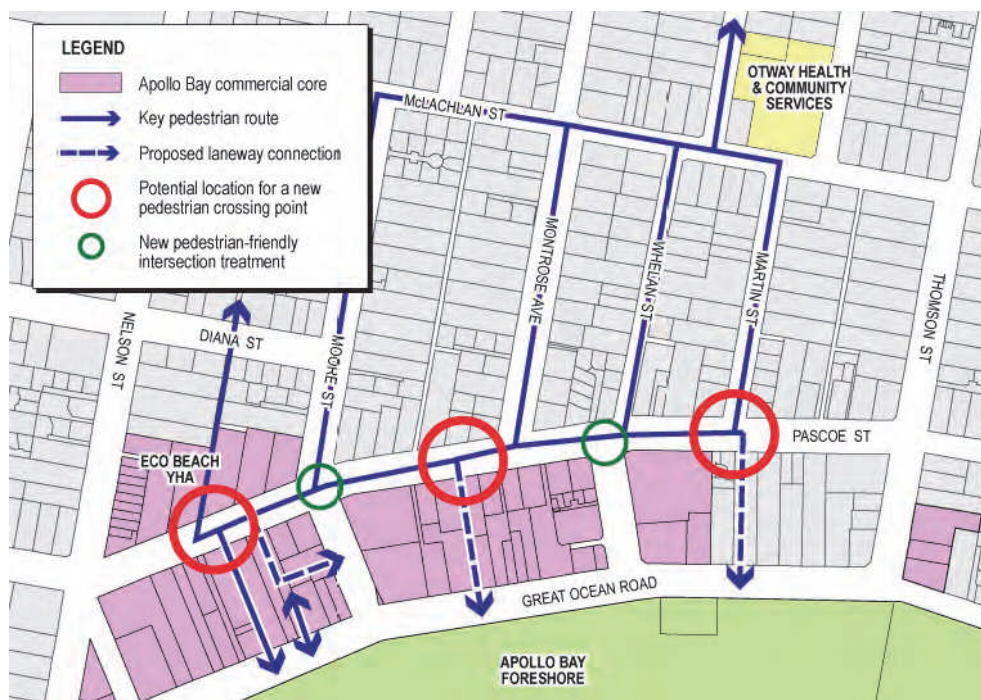 LEGEND
Apollo Bay commercial core
Key pedestrian route
Proposed laneway connection
Potential location for a new
pedestrian crossing point
New pedestrian-friendly
intersection treatment
OTWAY HEALTH
& COMMUNITY
SERVICES
McLACHLAN ST
MONTROSE AVE
WHELAN ST
MARTIN ST
THOMSON ST
NELSON ST
DIANA ST
MOORE ST
PASCOE ST
ECO BEACH
YHA
GREAT OCEAN ROAD
APOLLO BAY
FORESHORE